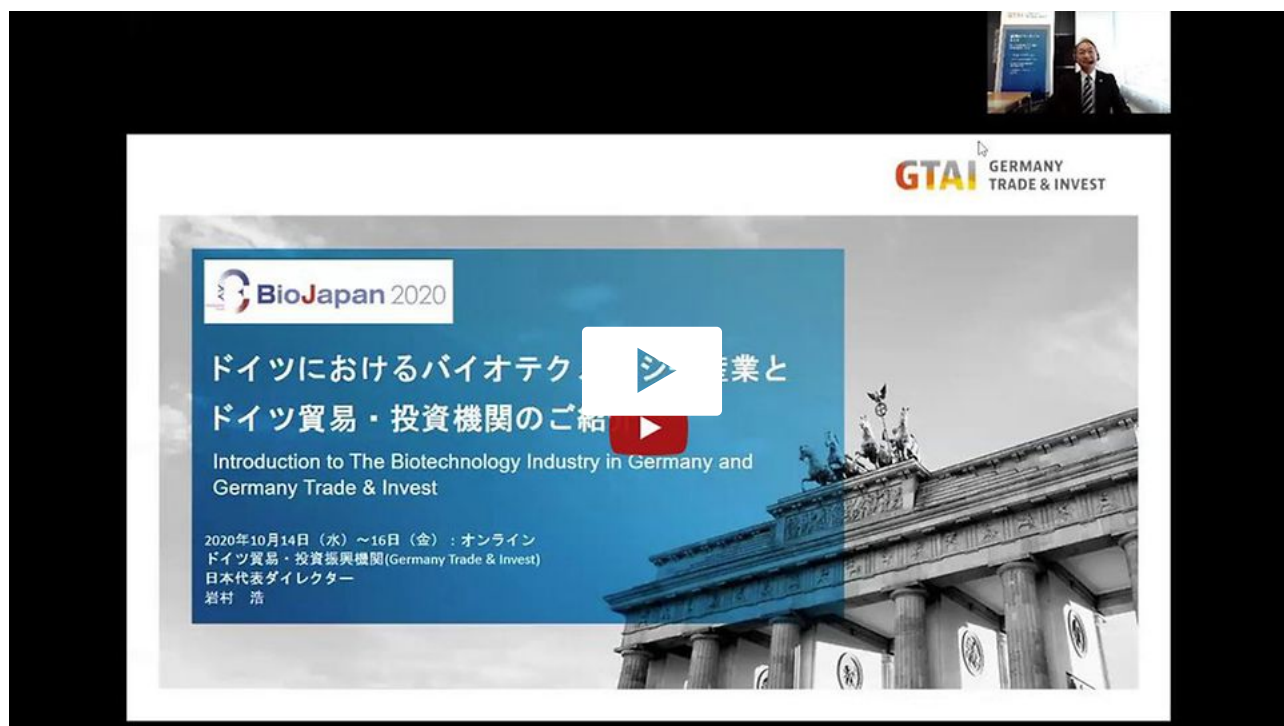 GTAI GERMANY
TRADE & INVEST
BioJapan 2020
ドイツにおけるバイオテク シ 産業と
ドイツ貿易・投資機関のご紹
Introduction to The Biotechnology Industry in Germany and
Germany Trade & Invest
2020年10月14日(水)~16日(金):オンライン
ドイツ貿易・投資振興機関(Germany Trade & Invest)
日本代表ダイレクター
岩村 浩